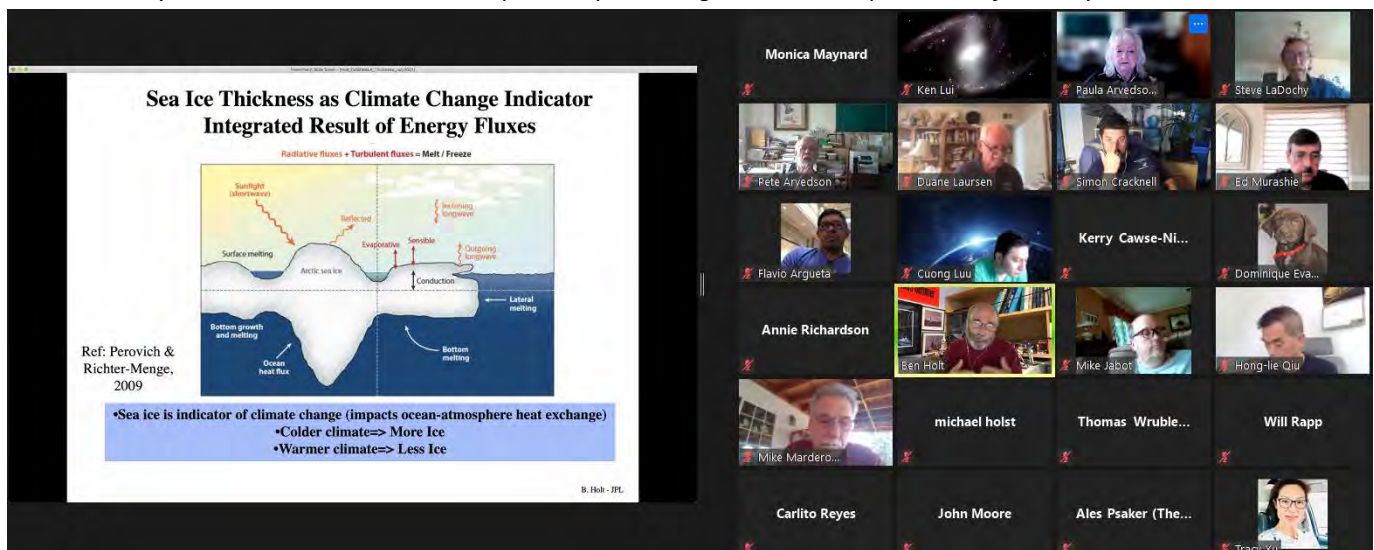 Sea Ice Thickness as Climate Change Indicator
Integrated Result of Energy Fluxes
Radiative fluxes + Turbulent fluxes = Melt / Freeze
Sunlight
(shortwave)
Reflected
Incoming
longwave
Evaporative
Sensible
Outgoing
longwave
Surface melting
Arctic sea ice
Conduction
Lateral
melting
Bottom growth
and melting
Ocean
heat flux
Bottom
melting
Ref: Perovich &
Richter-Menge,
2009
•Sea ice is indicator of climate change (impacts ocean-atmosphere heat exchange)
•Colder climate=> More Ice
•Warmer climate=> Less Ice
B. Holt - JPL
Monica Maynard
Ken Lui
Paula Arvedso...
Steve LaDochy
Pete Arvedson
Duane Laursen
Simon Cracknell
Ed Murashie
Flavio Argueta
Cuong Luu
Kerry Cawse-Ni...
Dominique Eva...
Annie Richardson
Ben Holt
Mike Jabot
Hong-lie Qiu
Mike Mardero...
michael holst
Thomas Wruble...
Will Rapp
Carlito Reyes
John Moore
Ales Psaker (The...
Tracy Xu